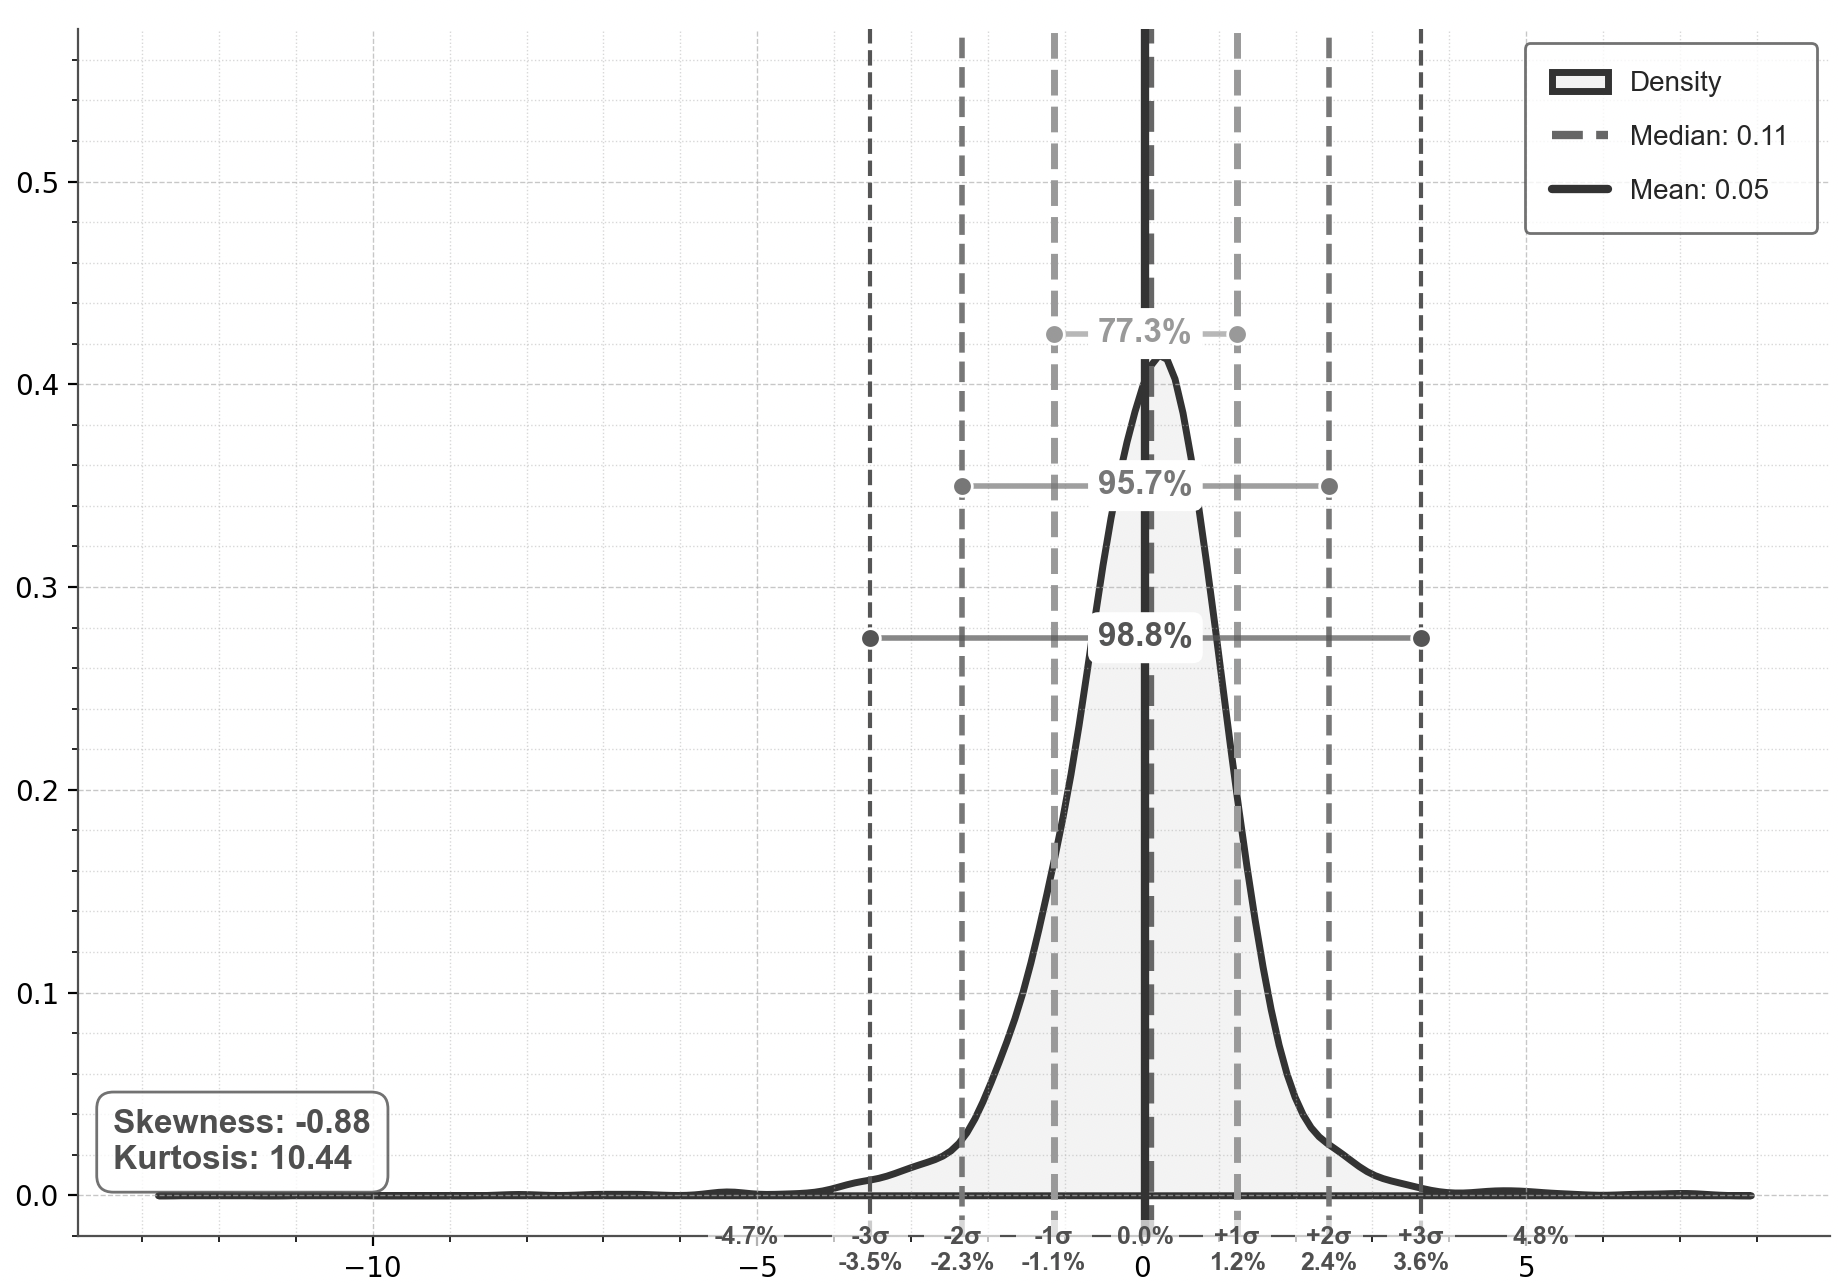 Density
Median: 0.11
Mean: 0.05
0.5
0.4
0.3
0.2
0.1
0.0
77.3%
95.7%
98.8%
Skewness: -0.88
Kurtosis: 10.44
-4.7% -3σ -2σ -1σ 0.0% +1σ +2σ +3σ 4.8%
-3.5% -2.3% -1.1% 1.2% 2.4% 3.6%
−10 −5 0 5